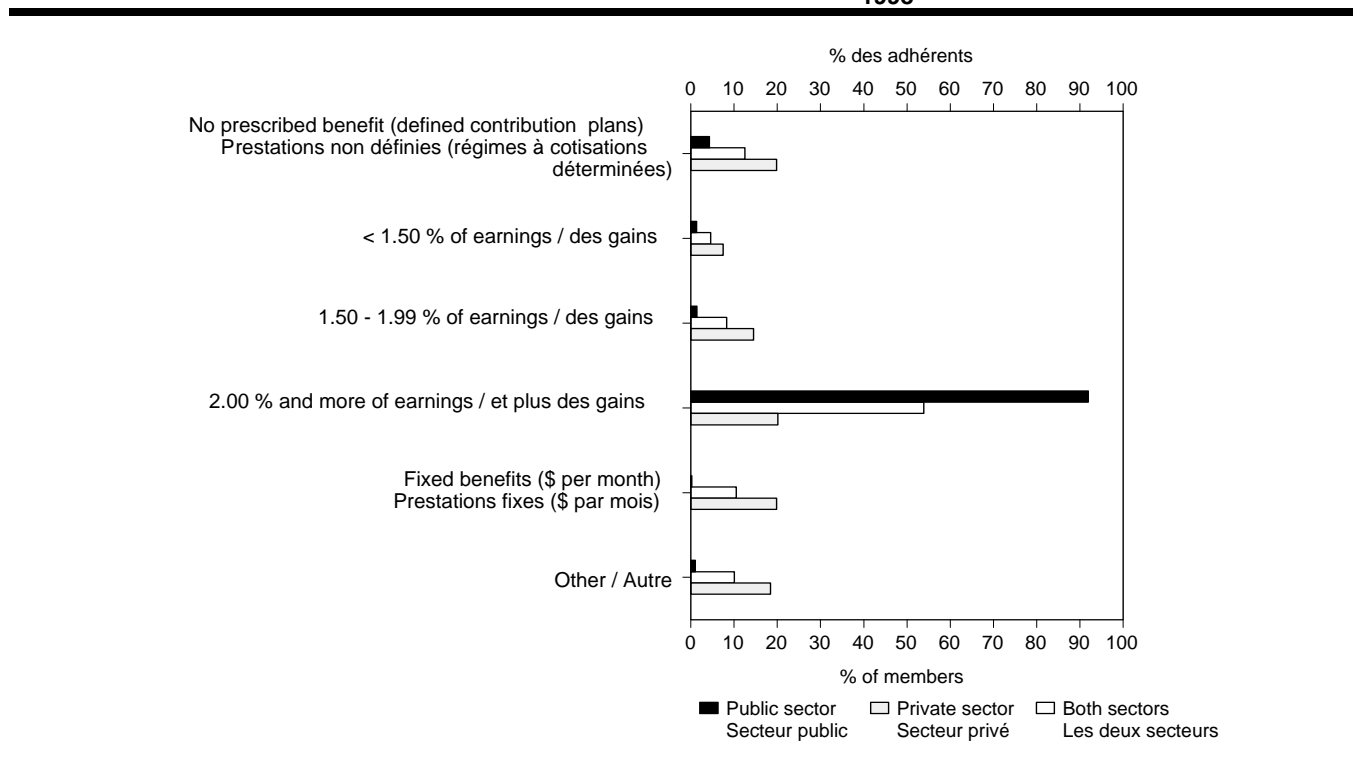 % des adhérents
0 10 20 30 40 50 60 70 80 90 100
No prescribed benefit (defined contribution plans)
Prestations non définies (régimes à cotisations
déterminées)
< 1.50 % of earnings / des gains
1.50 - 1.99 % of earnings / des gains
2.00 % and more of earnings / et plus des gains
Fixed benefits ($ per month)
Prestations fixes ($ par mois)
Other / Autre
0 10 20 30 40 50 60 70 80 90 100
% of members
Public sector Private sector Both sectors
Secteur public Secteur privé Les deux secteurs